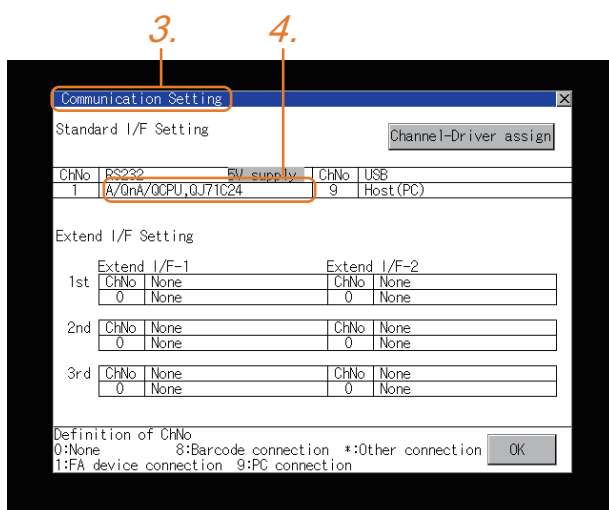 3. 4.
Communication Setting
Standard I/F Setting
Channel-Driver assign
ChNo RS232 5V supply ChNo USB
1 A/QnA/QCPU,QJ71C24 9 Host(PC)
Extend I/F Setting
Extend I/F-1 Extend I/F-2
1st ChNo None ChNo None
0 None 0 None
2nd ChNo None ChNo None
0 None 0 None
3rd ChNo None ChNo None
0 None 0 None
Definition of ChNo
0:None 8:Barcode connection *:Other connection OK
1:FA device connection 9:PC connection